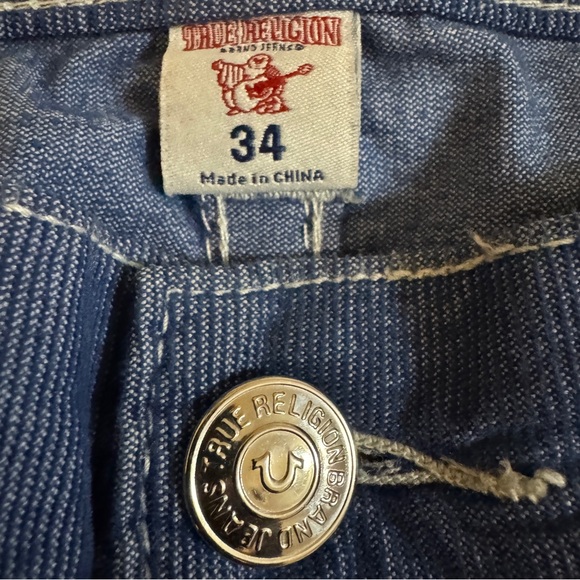 TRUE RELIGION
BRAND JEANS
34
Made in CHINA
TRUE RELIGION BRAND JEANS